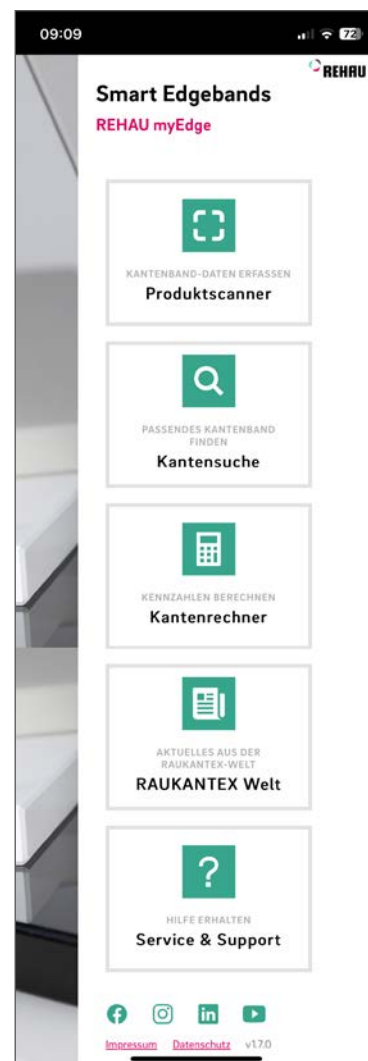 09:09
72
REHAU
Smart Edgebands
REHAU myEdge
KANTENBAND-DATEN ERFASSEN
Produktscanner
PASSENDES KANTENBAND
FINDEN
Kantensuche
KENNZAHLEN BERECHNEN
Kantenrechner
AKTUELLES AUS DER
RAUKANTEX-WELT
RAUKANTEX Welt
?
HILFE ERHALTEN
Service & Support
Impressum Datenschutz v1.7.0